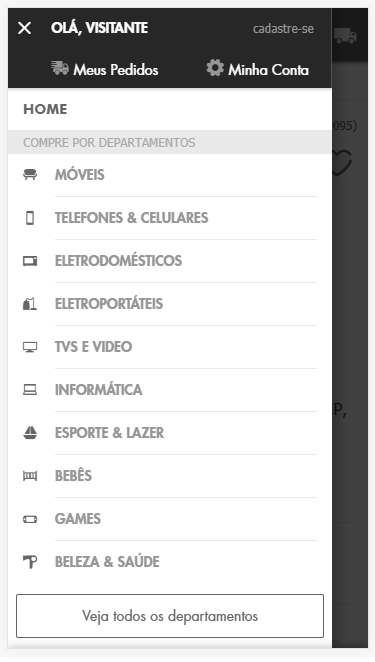 OLÁ, VISITANTE cadastre-se
Meus Pedidos Minha Conta
HOME
095)
COMPRE POR DEPARTAMENTOS
MÓVEIS
TELEFONES & CELULARES
ELETRODOMÉSTICOS
ELETROPORTÁTEIS
TVS E VIDEO
INFORMÁTICA
P,
ESPORTE & LAZER
BEBÊS
GAMES
BELEZA & SAÚDE
Veja todos os departamentos